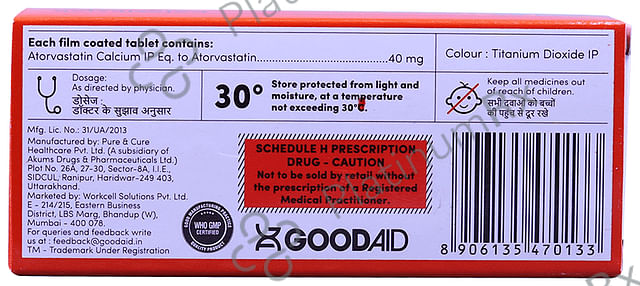 Each film coated tablet contains:
Atorvastatin Calcium IP Eq. to Atorvastatin..................................40 mg
Colour : Titanium Dioxide IP
Dosage:
As directed by physician.
डोसेज :
डॉक्टर के सुझाव अनुसार
30°
Store protected from light and
moisture, at a temperature
not exceeding 30°C.
Keep all medicines out
of reach of children.
सभी दवाओं को बच्चों
की पहुंच से दूर रखें
Mfg. Lic. No.: 31/UA/2013
Manufactured by: Pure & Cure
Healthcare Pvt. Ltd. (A subsidiary of
Akums Drugs & Pharmaceuticals Ltd.)
Plot No. 26A, 27-30, Sector-8A, I.I.E.,
SIDCUL, Ranipur, Haridwar-249 403,
Uttarakhand.
Marketed by: Workcell Solutions Pvt. Ltd.
E - 214/215, Eastern Business
District, LBS Marg, Bhandup (W),
Mumbai - 400 078.
For queries and feedback write
us at : feedback@goodaid.in
TM - Trademark Under Registration
GOOD MANUFACTURING PRACTICE
WHO GMP
CERTIFIED
QUALITY PRODUCT
SCHEDULE H PRESCRIPTION
DRUG - CAUTION
Not to be sold by retail without
the prescription of a Registered
Medical Practitioner.
GOODAID
8 906135 470133
PlatinumRx